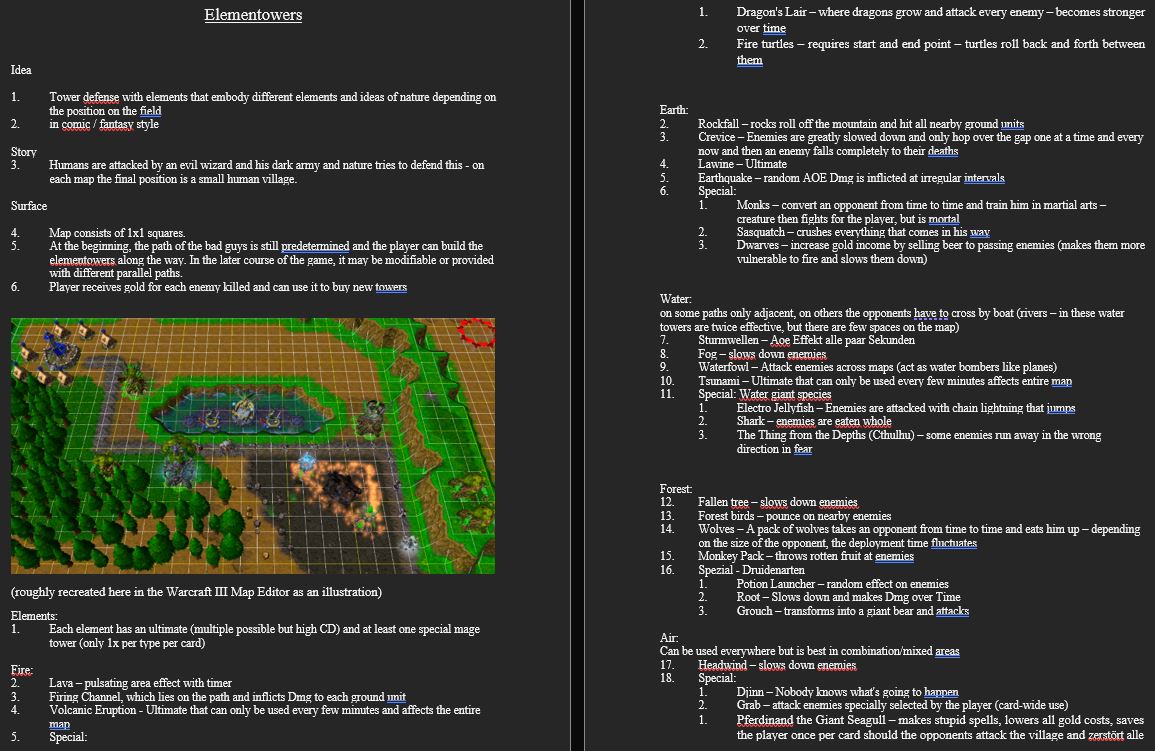 Elementowers
Idea
1. Tower defense with elements that embody different elements and ideas of nature depending on
the position on the field
2. in comic / fantasy style
Story
3. Humans are attacked by an evil wizard and his dark army and nature tries to defend this - on
each map the final position is a small human village.
Surface
4. Map consists of 1x1 squares.
5. At the beginning, the path of the bad guys is still predetermined and the player can build the
elementowers along the way. In the later course of the game, it may be modifiable or provided
with different parallel paths.
6. Player receives gold for each enemy killed and can use it to buy new towers
(roughly recreated here in the Warcraft III Map Editor as an illustration)
Elements:
1. Each element has an ultimate (multiple possible but high CD) and at least one special mage
tower (only 1x per type per card)
Fire:
2. Lava – pulsating area effect with timer
3. Firing Channel, which lies on the path and inflicts Dmg to each ground unit
4. Volcanic Eruption - Ultimate that can only be used every few minutes and affects the entire
map
5. Special:
1. Dragon's Lair – where dragons grow and attack every enemy – becomes stronger
over time
2. Fire turtles – requires start and end point – turtles roll back and forth between
them
Earth:
2. Rockfall – rocks roll off the mountain and hit all nearby ground units
3. Crevice – Enemies are greatly slowed down and only hop over the gap one at a time and every
now and then an enemy falls completely to their deaths
4. Lawine – Ultimate
5. Earthquake – random AOE Dmg is inflicted at irregular intervals
6. Special:
1. Monks – convert an opponent from time to time and train him in martial arts –
creature then fights for the player, but is mortal
2. Sasquatch – crushes everything that comes in his way
3. Dwarves – increase gold income by selling beer to passing enemies (makes them more
vulnerable to fire and slows them down)
Water:
on some paths only adjacent, on others the opponents have to cross by boat (rivers – in these water
towers are twice effective, but there are few spaces on the map)
7. Sturmwellen – Aoe Effekt alle paar Sekunden
8. Fog – slows down enemies
9. Waterfowl – Attack enemies across maps (act as water bombers like planes)
10. Tsunami – Ultimate that can only be used every few minutes affects entire map
11. Special: Water giant species
1. Electro Jellyfish – Enemies are attacked with chain lightning that jumps
2. Shark – enemies are eaten whole
3. The Thing from the Depths (Cthulhu) – some enemies run away in the wrong
direction in fear
Forest:
12. Fallen tree – slows down enemies
13. Forest birds – pounce on nearby enemies
14. Wolves – A pack of wolves takes an opponent from time to time and eats him up – depending
on the size of the opponent, the deployment time fluctuates
15. Monkey Pack – throws rotten fruit at enemies
16. Spezial - Druidenarten
1. Potion Launcher – random effect on enemies
2. Root – Slows down and makes Dmg over Time
3. Grouch – transforms into a giant bear and attacks
Air:
Can be used everywhere but is best in combination/mixed areas
17. Headwind – slows down enemies
18. Special:
1. Djinn – Nobody knows what's going to happen
2. Grab – attack enemies specially selected by the player (card-wide use)
1. Pferdinand the Giant Seagull – makes stupid spells, lowers all gold costs, saves
the player once per card should the opponents attack the village and zerstört alle